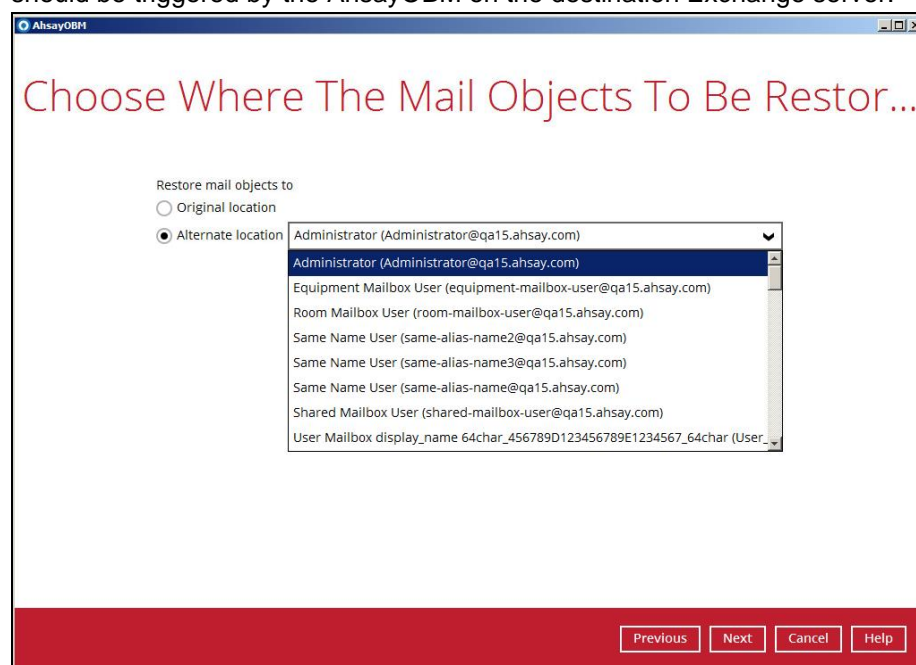 should be triggered by the AhsayOBM on the destination Exchange server.
AhsayOBM
Choose Where The Mail Objects To Be Restor...
Restore mail objects to
Original location
Alternate location Administrator (Administrator@qa15.ahsay.com)
Administrator (Administrator@qa15.ahsay.com)
Equipment Mailbox User (equipment-mailbox-user@qa15.ahsay.com)
Room Mailbox User (room-mailbox-user@qa15.ahsay.com)
Same Name User (same-alias-name2@qa15.ahsay.com)
Same Name User (same-alias-name3@qa15.ahsay.com)
Same Name User (same-alias-name@qa15.ahsay.com)
Shared Mailbox User (shared-mailbox-user@qa15.ahsay.com)
User Mailbox display_name 64char_456789D123456789E1234567_64char (User_
Previous Next Cancel Help